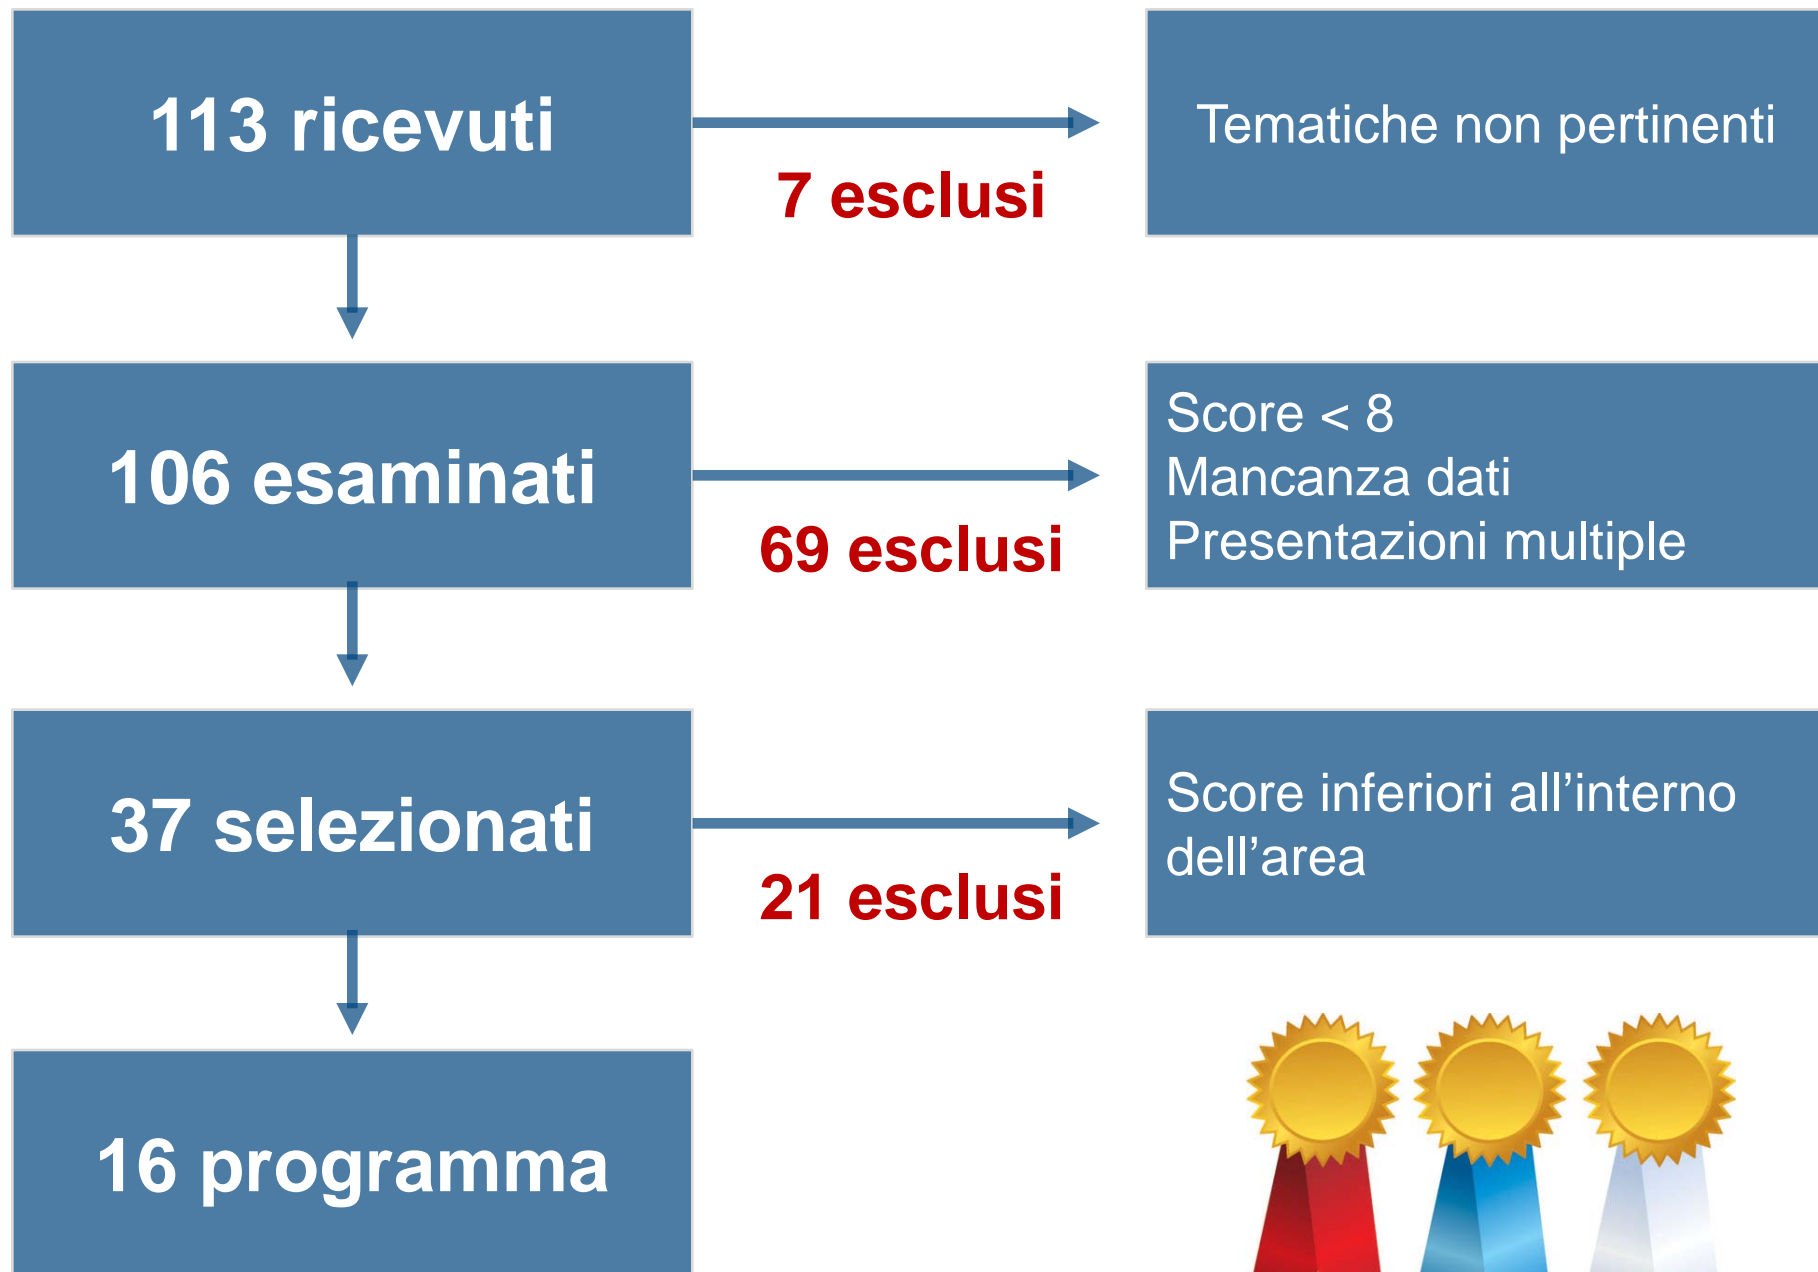 113 ricevuti
Tematiche non pertinenti
7 esclusi
106 esaminati
Score < 8
Mancanza dati
Presentazioni multiple
69 esclusi
37 selezionati
Score inferiori all’interno
dell’area
21 esclusi
16 programma